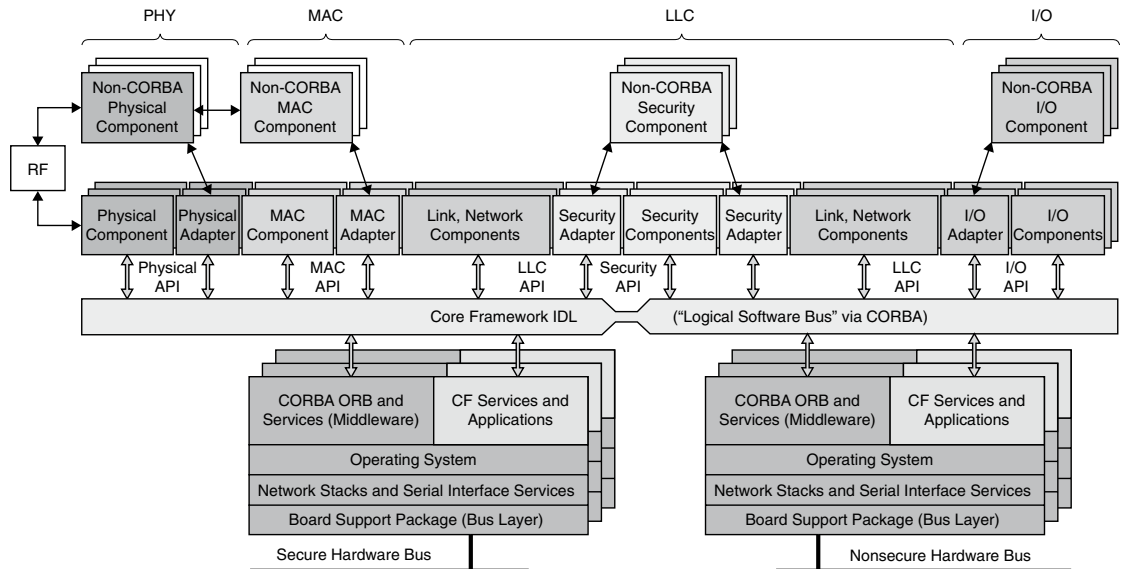 PHY
MAC
LLC
I/O
Non-CORBA
Physical
Component
Non-CORBA
MAC
Component
Non-CORBA
Security
Component
Non-CORBA
I/O
Component
RF
Physical
Component
Physical
Adapter
MAC
Component
MAC
Adapter
Link, Network
Components
Security
Adapter
Security
Components
Security
Adapter
Link, Network
Components
I/O
Adapter
I/O
Components
Physical
API
MAC
API
LLC
API
Security
API
LLC
API
I/O
API
Core Framework IDL
("Logical Software Bus" via CORBA)
CORBA ORB and
Services (Middleware)
CF Services and
Applications
Operating System
Network Stacks and Serial Interface Services
Board Support Package (Bus Layer)
Secure Hardware Bus
CORBA ORB and
Services (Middleware)
CF Services and
Applications
Operating System
Network Stacks and Serial Interface Services
Board Support Package (Bus Layer)
Nonsecure Hardware Bus